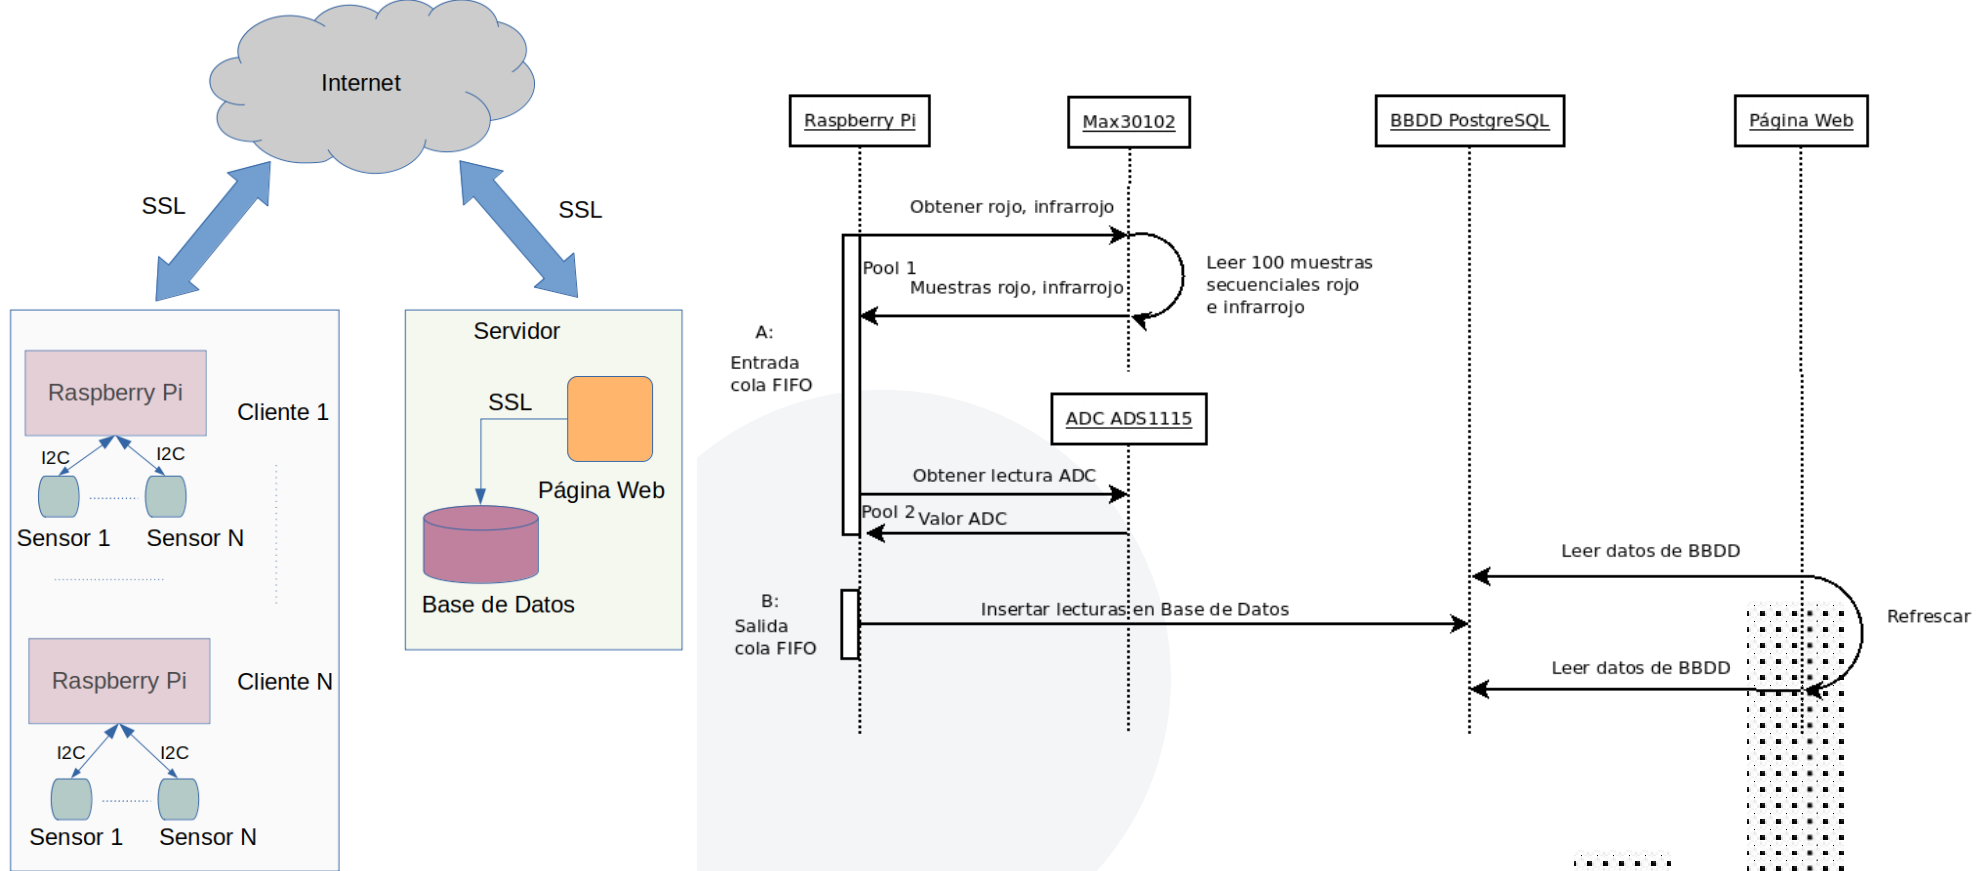 Internet
SSL
SSL
Servidor
Raspberry Pi
Cliente 1
I2C
I2C
Sensor 1
Sensor N
SSL
Página Web
Base de Datos
Raspberry Pi
Cliente N
I2C
I2C
Sensor 1
Sensor N
Raspberry Pi
Max30102
BBDD PostgreSQL
Página Web
Obtener rojo, infrarrojo
Pool 1
Muestras rojo, infrarrojo
Leer 100 muestras
secuenciales rojo
e infrarrojo
A:
Entrada
cola FIFO
ADC ADS1115
Obtener lectura ADC
Pool 2
Valor ADC
Leer datos de BBDD
B:
Salida
cola FIFO
Insertar lecturas en Base de Datos
Refrescar
Leer datos de BBDD